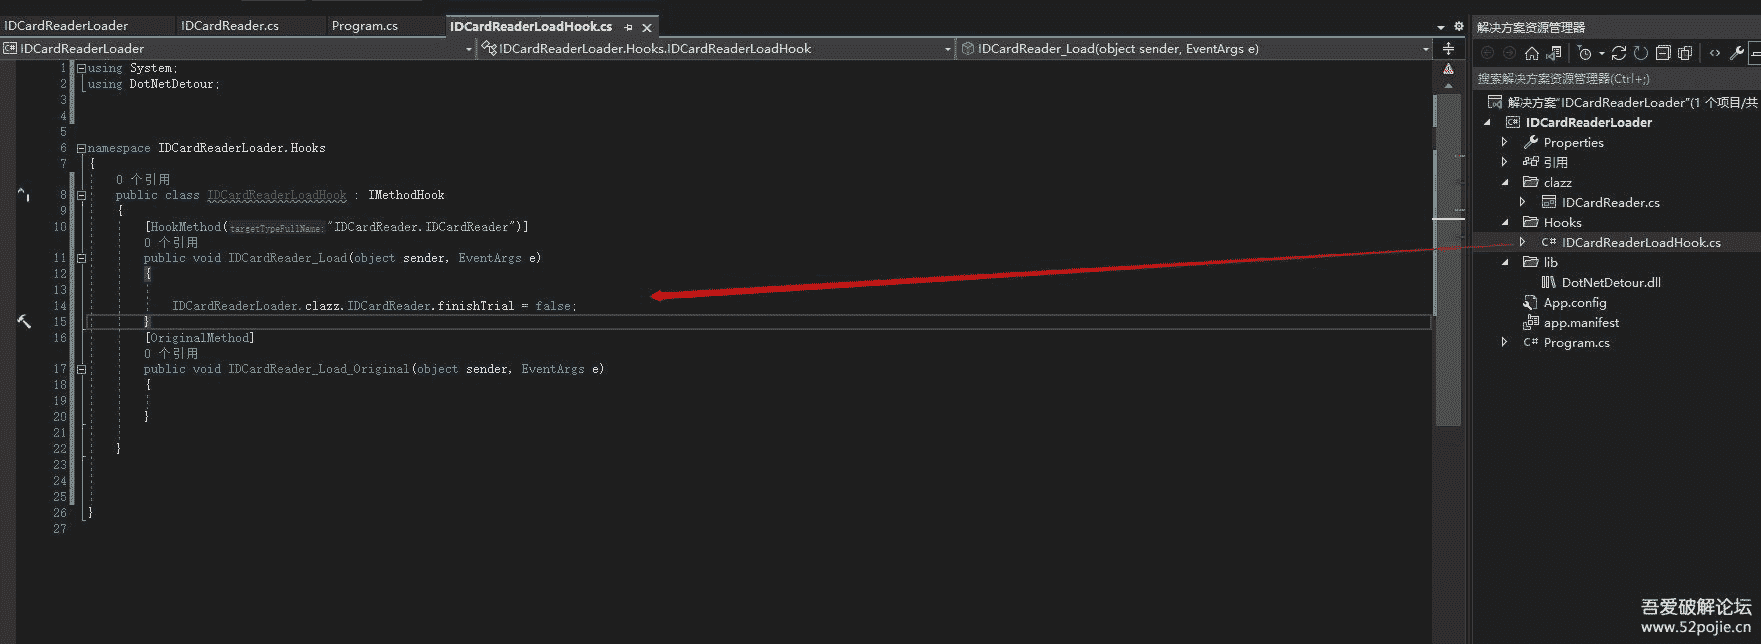 IDCardReaderLoader IDCardReader.cs Program.cs IDCardReaderLoadHook.cs
C# IDCardReaderLoader IDCardReaderLoader.Hooks.IDCardReaderLoadHook IDCardReader_Load(object sender, EventArgs e)
1 using System;
2 using DotNetDetour;
3
4
5
6 namespace IDCardReaderLoader.Hooks
7 {
0 个引用
8 public class IDCardReaderLoadHook : IMethodHook
9 {
10 [HookMethod(targetTypeFullName:"IDCardReader.IDCardReader")]
0 个引用
11 public void IDCardReader_Load(object sender, EventArgs e)
12 {
13
14 IDCardReaderLoader.clazz.IDCardReader.finishTrial = false;
15 }
16 [OriginalMethod]
0 个引用
17 public void IDCardReader_Load_Original(object sender, EventArgs e)
18 {
19
20 }
21
22 }
23
24
25
26 }
27
解决方案资源管理器
搜索解决方案资源管理器(Ctrl+;)
解决方案"IDCardReaderLoader"(1 个项目/共
C# IDCardReaderLoader
Properties
引用
clazz
IDCardReader.cs
Hooks
C# IDCardReaderLoadHook.cs
lib
DotNetDetour.dll
App.config
app.manifest
C# Program.cs
吾爱破解论坛
www.52pojie.cn